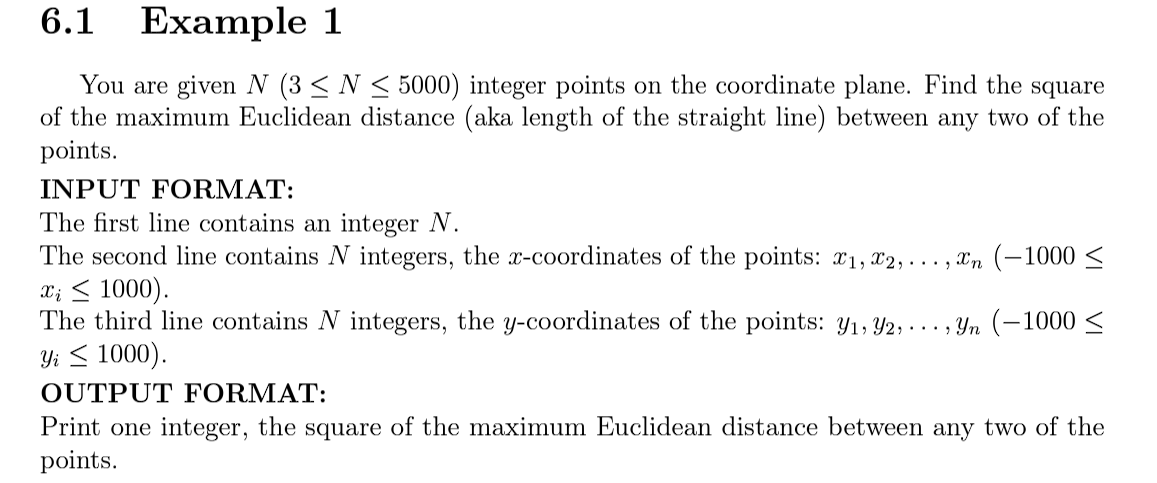 6.1 Example 1
You are given N (3 ≤ N ≤ 5000) integer points on the coordinate plane. Find the square
of the maximum Euclidean distance (aka length of the straight line) between any two of the
points.
INPUT FORMAT:
The first line contains an integer N.
The second line contains N integers, the x-coordinates of the points: x₁, x₂, . . . , xₙ (−1000 ≤
xᵢ ≤ 1000).
The third line contains N integers, the y-coordinates of the points: y₁, y₂, . . . , yₙ (−1000 ≤
yᵢ ≤ 1000).
OUTPUT FORMAT:
Print one integer, the square of the maximum Euclidean distance between any two of the
points.